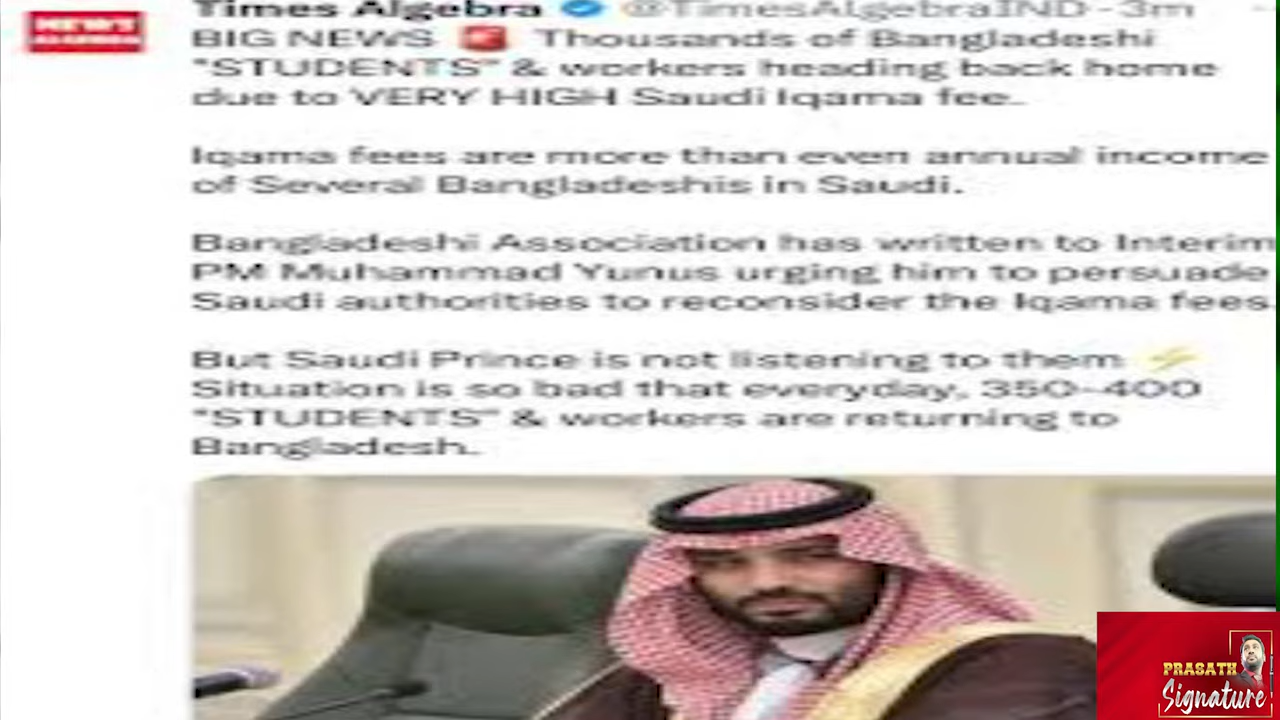 NEWS
ALGEBRA
Times Algebra @TimesAlgebraIND - 3m
BIG NEWS 🚨 Thousands of Bangladeshi
"STUDENTS" & workers heading back home
due to VERY HIGH Saudi Iqama fee.
Iqama fees are more than even annual income
of Several Bangladeshis in Saudi.
Bangladeshi Association has written to Interim
PM Muhammad Yunus urging him to persuade
Saudi authorities to reconsider the Iqama fees.
But Saudi Prince is not listening to them ⚡
Situation is so bad that everyday, 350-400
"STUDENTS" & workers are returning to
Bangladesh.
PRASATH
Signature